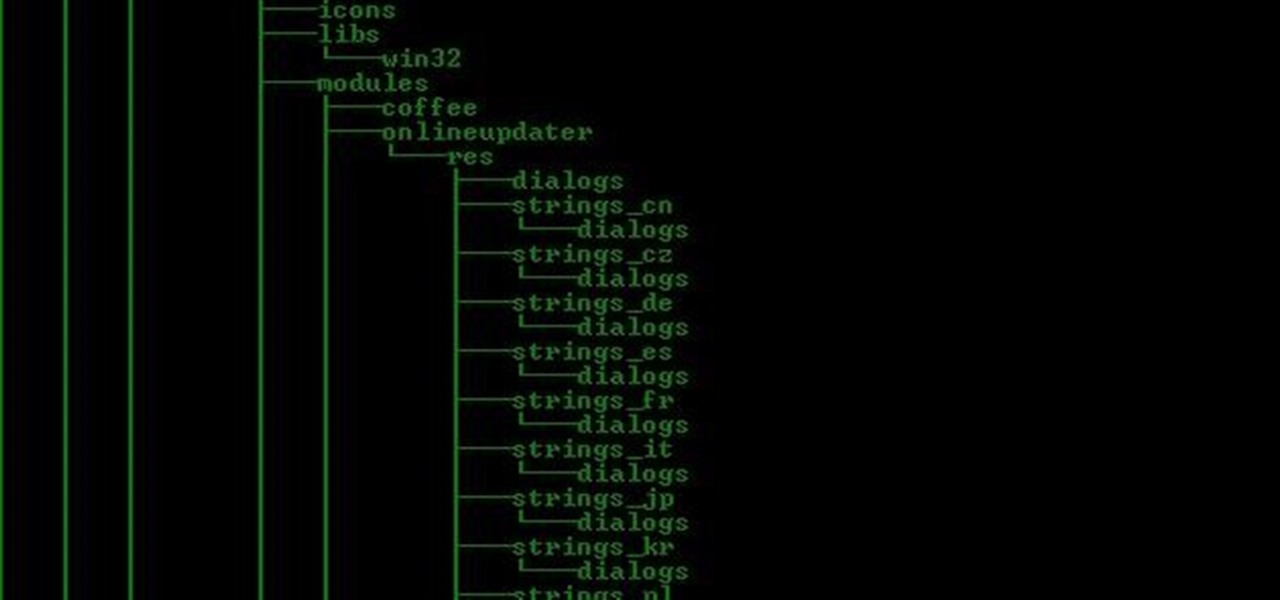 icons
libs
win32
modules
coffee
onlineupdater
res
dialogs
strings_cn
dialogs
strings_cz
dialogs
strings_de
dialogs
strings_es
dialogs
strings_fr
dialogs
strings_it
dialogs
strings_jp
dialogs
strings_kr
dialogs